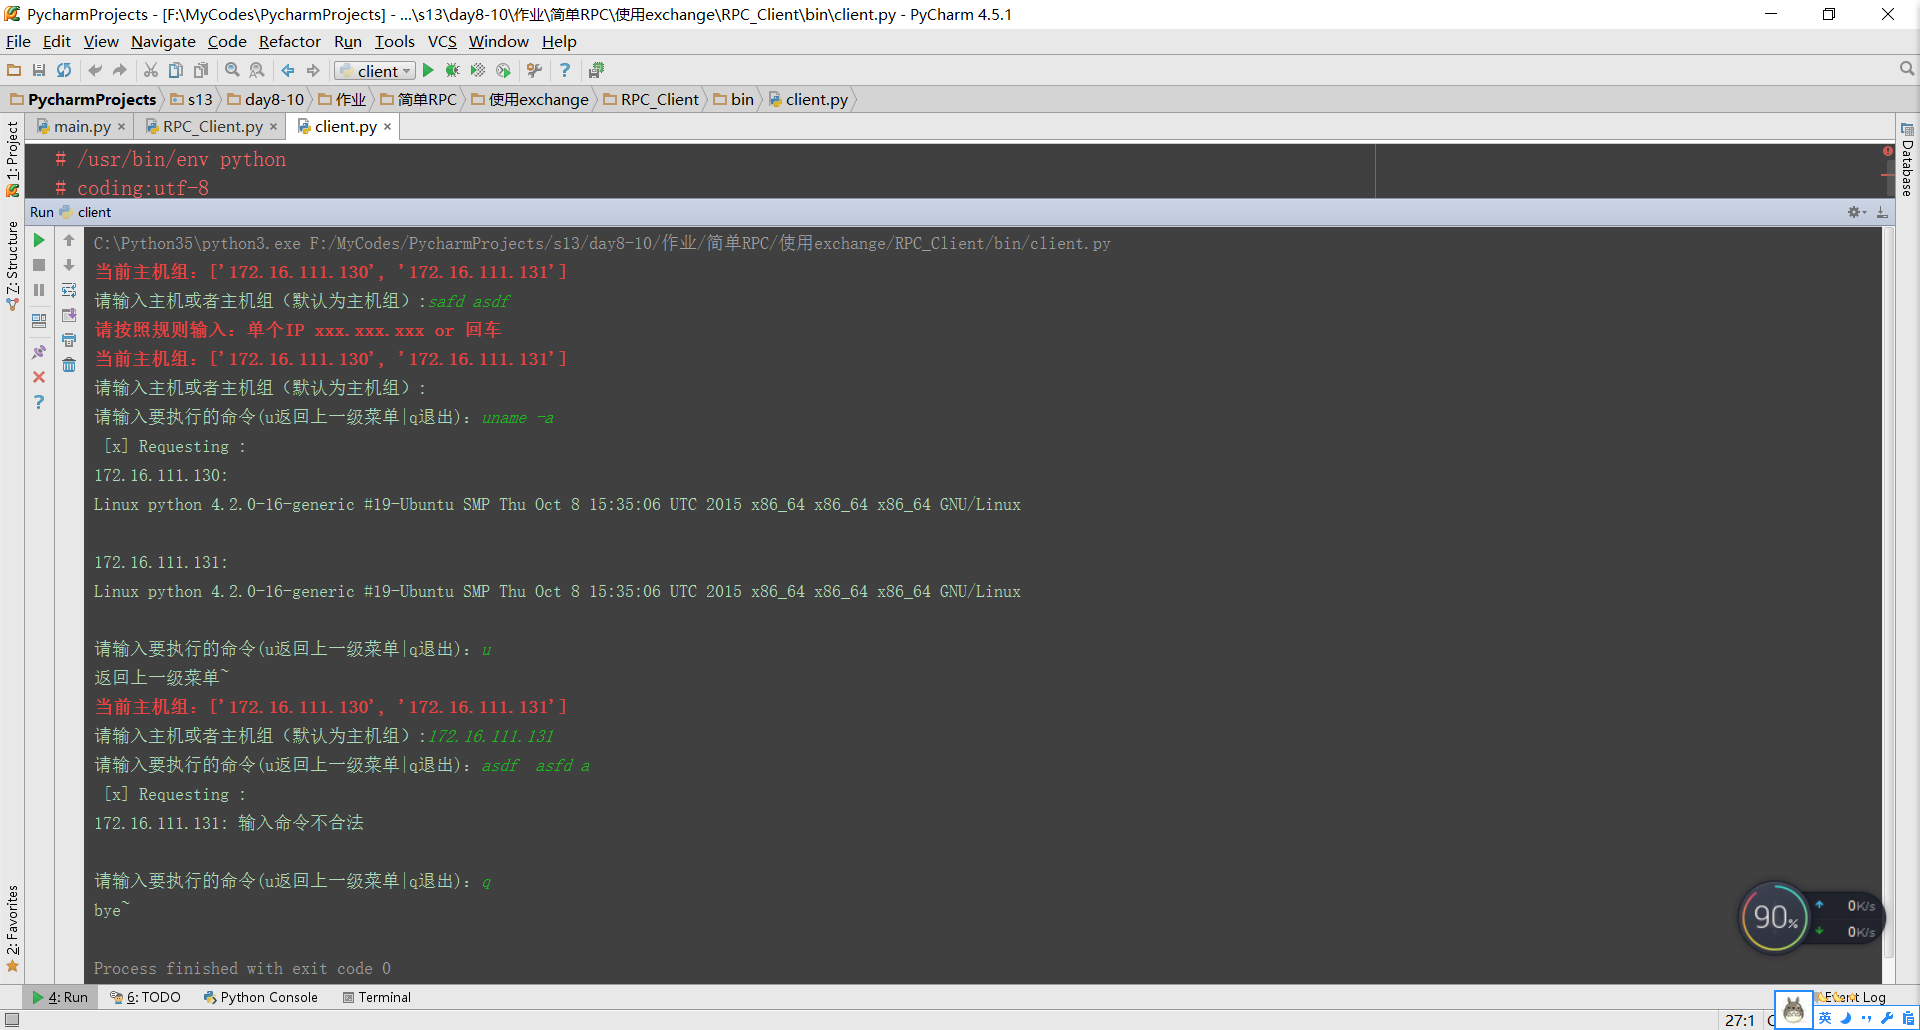 PycharmProjects - [F:\MyCodes\PycharmProjects] - ...\s13\day8-10\作业\简单RPC\使用exchange\RPC_Client\bin\client.py - PyCharm 4.5.1
File Edit View Navigate Code Refactor Run Tools VCS Window Help
client
PycharmProjects s13 day8-10 作业 简单RPC 使用exchange RPC_Client bin client.py
main.py RPC_Client.py client.py
1: Project
Z: Structure
2: Favorites
Database
# /usr/bin/env python
# coding:utf-8
Run client
C:\Python35\python3.exe F:/MyCodes/PycharmProjects/s13/day8-10/作业/简单RPC/使用exchange/RPC_Client/bin/client.py
当前主机组：['172.16.111.130', '172.16.111.131']
请输入主机或者主机组（默认为主机组）:safd asdf
请按照规则输入：单个IP xxx.xxx.xxx or 回车
当前主机组：['172.16.111.130', '172.16.111.131']
请输入主机或者主机组（默认为主机组）:
请输入要执行的命令(u返回上一级菜单|q退出)：uname -a
[x] Requesting :
172.16.111.130:
Linux python 4.2.0-16-generic #19-Ubuntu SMP Thu Oct 8 15:35:06 UTC 2015 x86_64 x86_64 x86_64 GNU/Linux
172.16.111.131:
Linux python 4.2.0-16-generic #19-Ubuntu SMP Thu Oct 8 15:35:06 UTC 2015 x86_64 x86_64 x86_64 GNU/Linux
请输入要执行的命令(u返回上一级菜单|q退出)：u
返回上一级菜单~
当前主机组：['172.16.111.130', '172.16.111.131']
请输入主机或者主机组（默认为主机组）:172.16.111.131
请输入要执行的命令(u返回上一级菜单|q退出)：asdf  asfd a
[x] Requesting :
172.16.111.131: 输入命令不合法
请输入要执行的命令(u返回上一级菜单|q退出)：q
bye~
Process finished with exit code 0
90% 0K/s
0K/s
4: Run 6: TODO Python Console Terminal Event Log
27:1
英